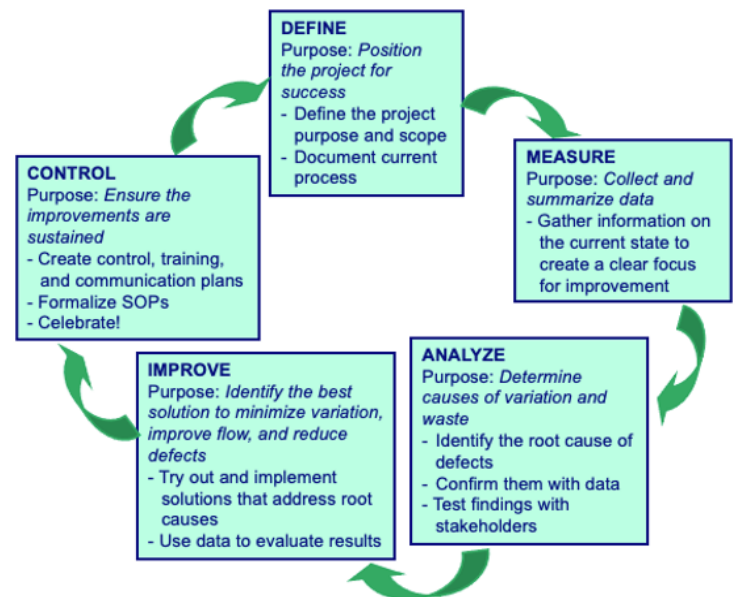 DEFINE
Purpose: Position
the project for
success
- Define the project
purpose and scope
- Document current
process
MEASURE
Purpose: Collect and
summarize data
- Gather information on
the current state to
create a clear focus
for improvement
ANALYZE
Purpose: Determine
causes of variation and
waste
- Identify the root cause of
defects
- Confirm them with data
- Test findings with
stakeholders
IMPROVE
Purpose: Identify the best
solution to minimize variation,
improve flow, and reduce
defects
- Try out and implement
solutions that address root
causes
- Use data to evaluate results
CONTROL
Purpose: Ensure the
improvements are
sustained
- Create control, training,
and communication plans
- Formalize SOPs
- Celebrate!